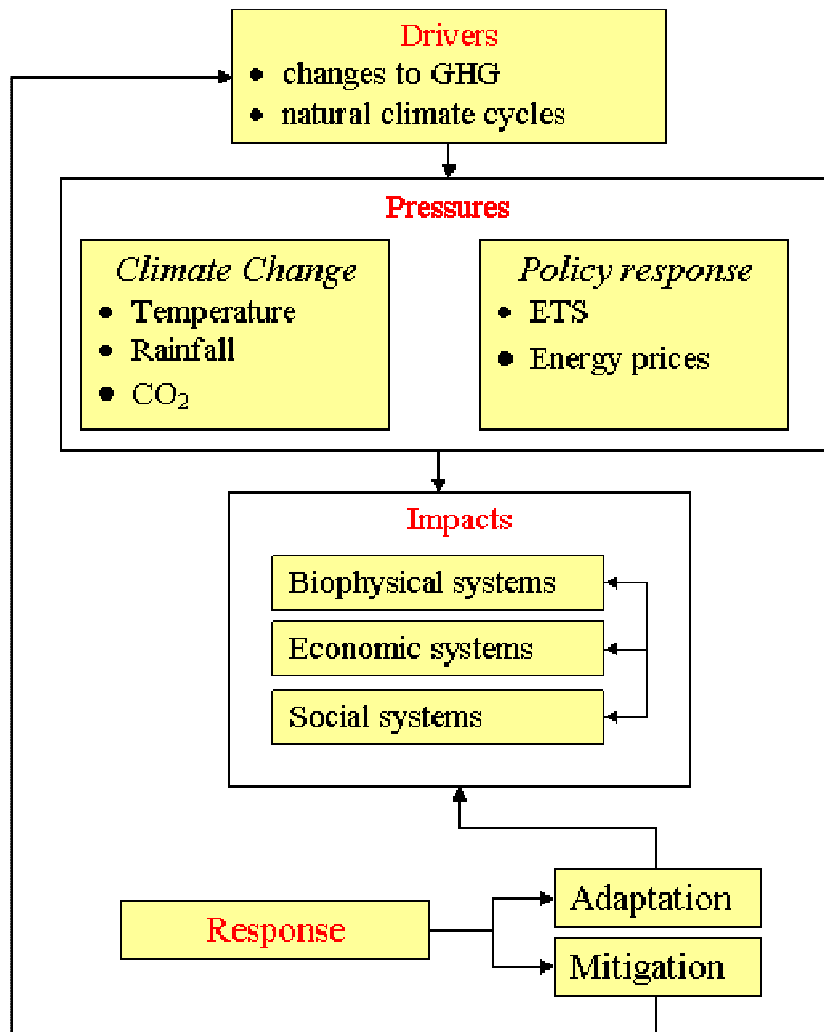 Drivers
• changes to GHG
• natural climate cycles
Pressures
Climate Change
• Temperature
• Rainfall
• CO₂
Policy response
• ETS
• Energy prices
Impacts
Biophysical systems
Economic systems
Social systems
Response
Adaptation
Mitigation